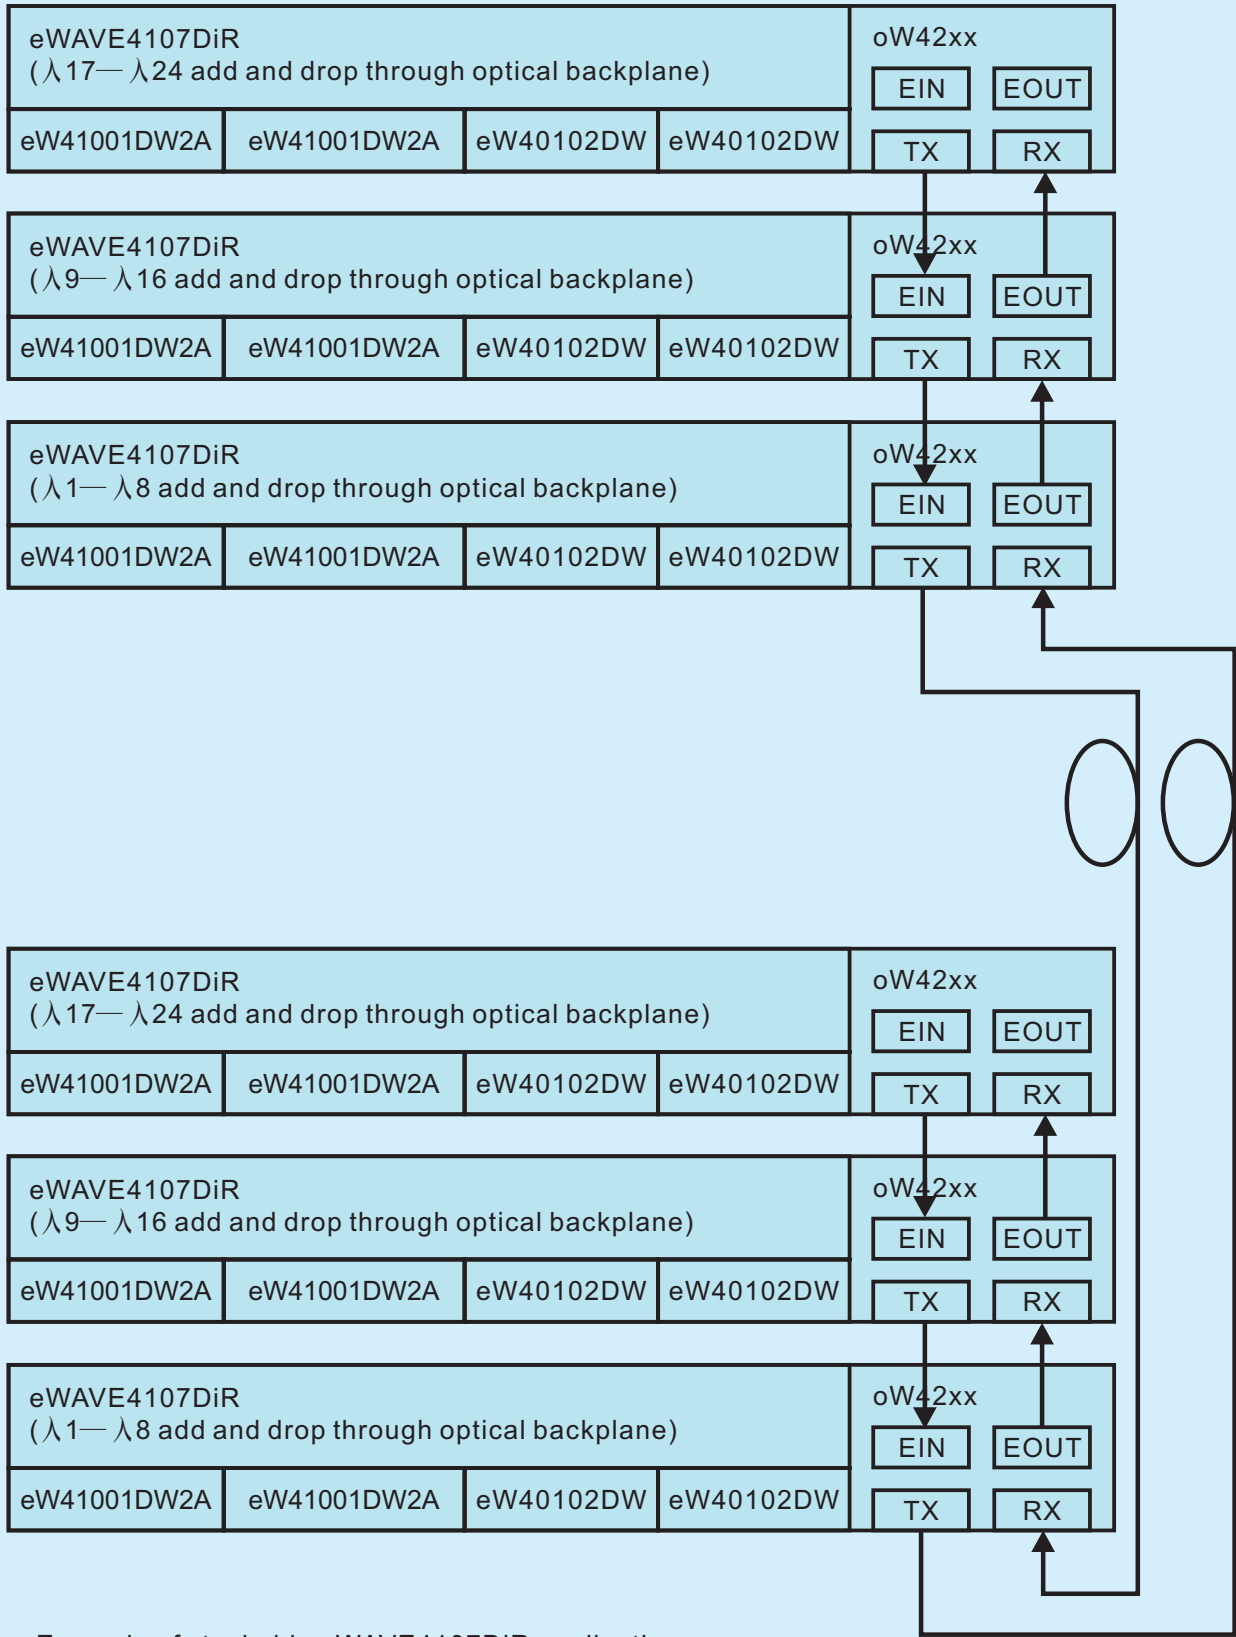 eWAVE4107DiR
(λ17—λ24 add and drop through optical backplane)
oW42xx
EIN EOUT
eW41001DW2A eW41001DW2A eW40102DW eW40102DW
TX RX
eWAVE4107DiR
(λ9—λ16 add and drop through optical backplane)
oW42xx
EIN EOUT
eW41001DW2A eW41001DW2A eW40102DW eW40102DW
TX RX
eWAVE4107DiR
(λ1—λ8 add and drop through optical backplane)
oW42xx
EIN EOUT
eW41001DW2A eW41001DW2A eW40102DW eW40102DW
TX RX
eWAVE4107DiR
(λ17—λ24 add and drop through optical backplane)
oW42xx
EIN EOUT
eW41001DW2A eW41001DW2A eW40102DW eW40102DW
TX RX
eWAVE4107DiR
(λ9—λ16 add and drop through optical backplane)
oW42xx
EIN EOUT
eW41001DW2A eW41001DW2A eW40102DW eW40102DW
TX RX
eWAVE4107DiR
(λ1—λ8 add and drop through optical backplane)
oW42xx
EIN EOUT
eW41001DW2A eW41001DW2A eW40102DW eW40102DW
TX RX